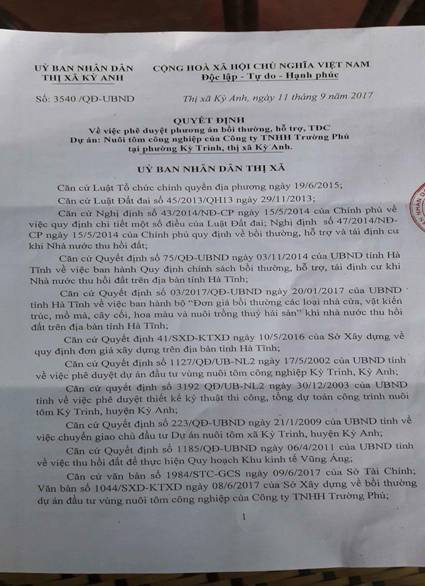 UỶ BAN NHÂN DÂN
THỊ XÃ KỲ ANH
CỘNG HOÀ XÃ HỘI CHỦ NGHĨA VIỆT NAM
Độc lập - Tự do - Hạnh phúc
Số: 3540 /QĐ-UBND
Thị xã Kỳ Anh, ngày 11 tháng 9 năm 2017
QUYẾT ĐỊNH
Về việc phê duyệt phương án bồi thường, hỗ trợ, TĐC
Dự án: Nuôi tôm công nghiệp của Công ty TNHH Trường Phú
tại phường Kỳ Trinh, thị xã Kỳ Anh.
UỶ BAN NHÂN DÂN THỊ XÃ
Căn cứ Luật Tổ chức chính quyền địa phương ngày 19/6/2015;
Căn cứ Luật Đất đai số 45/2013/QH13 ngày 29/11/2013;
Căn cứ Nghị định số 43/2014/NĐ-CP ngày 15/5/2014 của Chính phủ về
việc quy định chi tiết một số điều của Luật Đất đai; Nghị định số 47/2014/NĐ-
CP ngày 15/5/2014 của Chính phủ quy định về bồi thường, hỗ trợ và tái định cư
khi Nhà nước thu hồi đất;
Căn cứ Quyết định số 75/QĐ-UBND ngày 03/11/2014 của UBND tỉnh Hà
Tĩnh về việc ban hành Quy định chính sách bồi thường, hỗ trợ, tái định cư khi
Nhà nước thu hồi đất trên địa bàn tỉnh Hà Tĩnh;
Căn cứ Quyết định số 03/2017/QĐ-UBND ngày 20/01/2017 của UBND
tỉnh Hà Tĩnh về việc ban hành bộ “Đơn giá bồi thường các loại nhà cửa, vật kiến
trúc, mồ mả, cây cối, hoa màu và nuôi trồng thuỷ hải sản” khi nhà nước thu hồi
đất trên địa bàn tỉnh Hà Tĩnh;
Căn cứ Quyết định 41/SXD-KTXD ngày 10/5/2016 của Sở Xây dựng về
quy định đơn giá xây dựng trên địa bàn tỉnh Hà Tĩnh;
Căn cứ Quyết định số 1127/QĐ/UB-NL2 ngày 17/5/2002 của UBND tỉnh
về việc phê duyệt dự án đầu tư vùng nuôi tôm công nghiệp Kỳ Trinh, Kỳ Anh;
Căn cứ quyết định số 3192 QĐ/UB-NL2 ngày 30/12/2003 của UBND
tỉnh về việc phê duyệt thiết kế kỹ thuật thi công, tổng dự toán công trình nuôi
tôm Kỳ Trinh, huyện Kỳ Anh;
Căn cứ Quyết định số 223/QĐ-UBND ngày 21/1/2009 của UBND tỉnh về
việc chuyển giao chủ đầu tư Dự án nuôi tôm xã Kỳ Trinh, huyện Kỳ Anh;
Căn cứ Quyết định số 1185/QĐ-UBND ngày 06/4/2011 của UBND tỉnh
về việc thu hồi đất để thực hiện Quy hoạch Khu kinh tế Vũng Áng;
Căn cứ văn bản số 1984/STC-GCS ngày 09/6/2017 của Sở Tài Chính;
Văn bản số 1044/SXD-KTXD ngày 08/6/2017 của Sở Xây dựng về bồi thường
dự án đầu tư vùng nuôi tôm công nghiệp của Công ty TNHH Trường Phú;
1